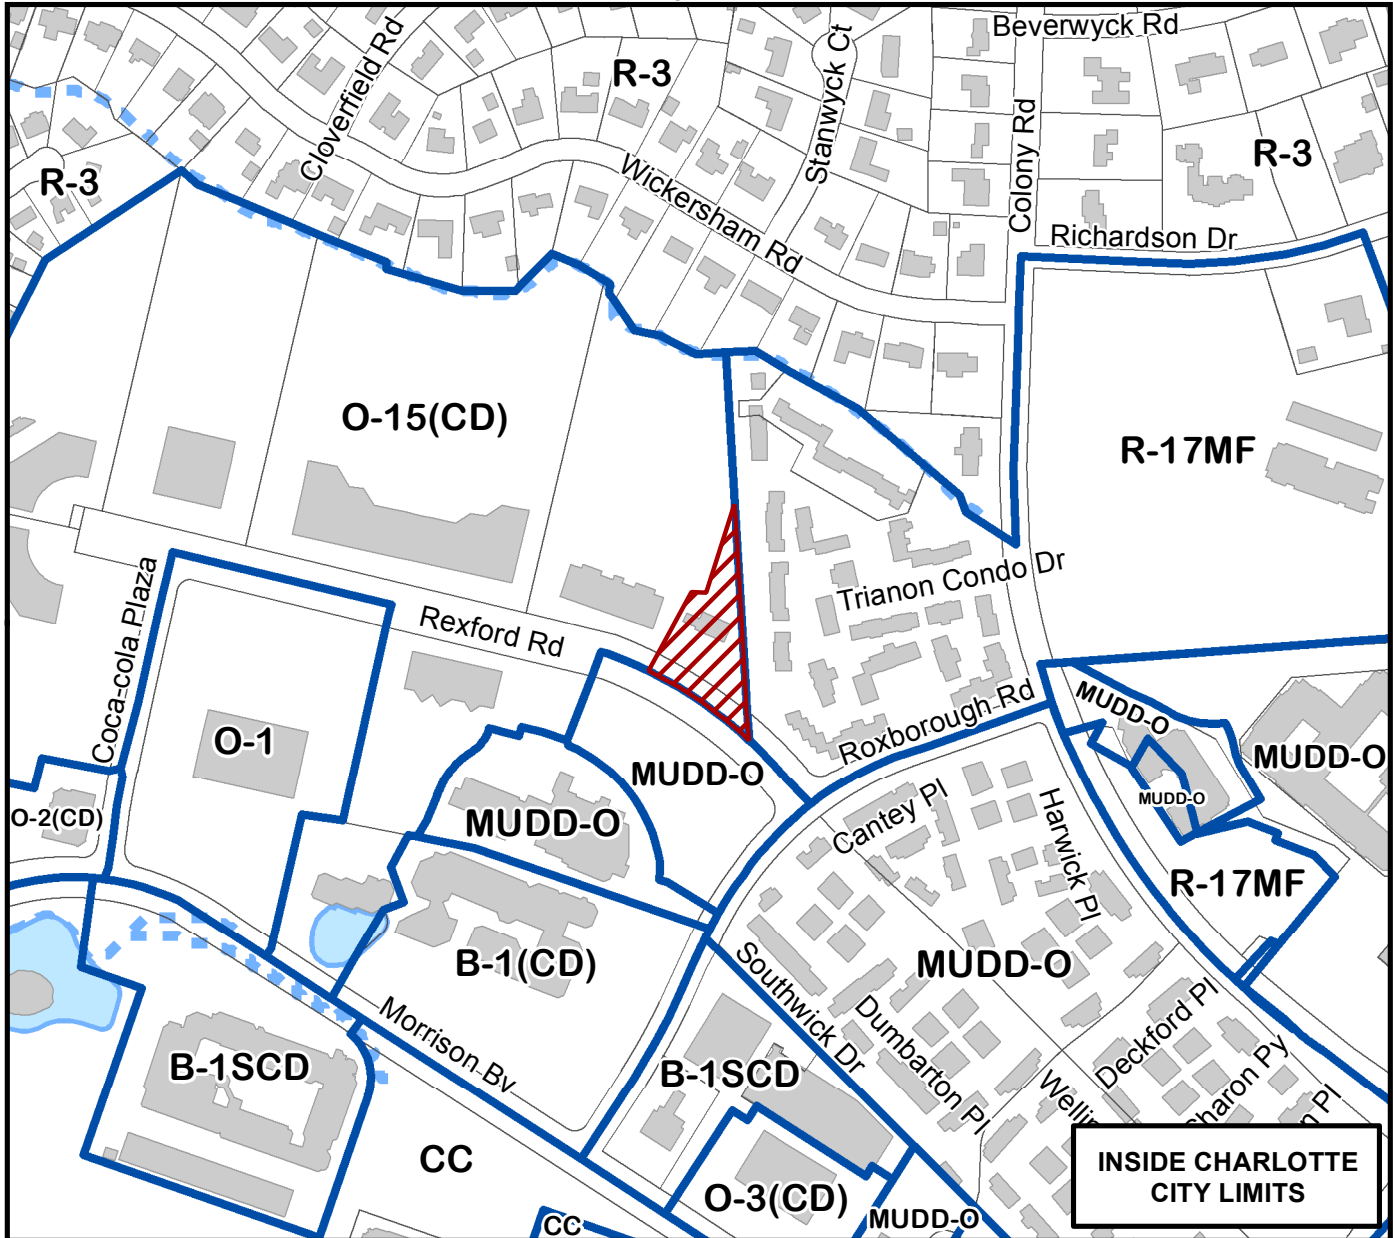 Beverwyck Rd
Cloverfield Rd
R-3
Stanwyck Ct
Colony Rd
R-3
R-3
Wickersham Rd
Richardson Dr
O-15(CD)
R-17MF
Trianon Condo Dr
Coca-cola Plaza
Rexford Rd
Roxborough Rd
MUDD-O
O-1
MUDD-O
MUDD-O
MUDD-O
O-2(CD)
MUDD-O
Cantey Pl
Harwick Pl
R-17MF
B-1(CD)
MUDD-O
Southwick Dr
Dumbarton Pl
Deckford Pl
Morrison Bv
B-1SCD
B-1SCD
Sharon Py
CC
O-3(CD)
MUDD-O
CC
INSIDE CHARLOTTE
CITY LIMITS